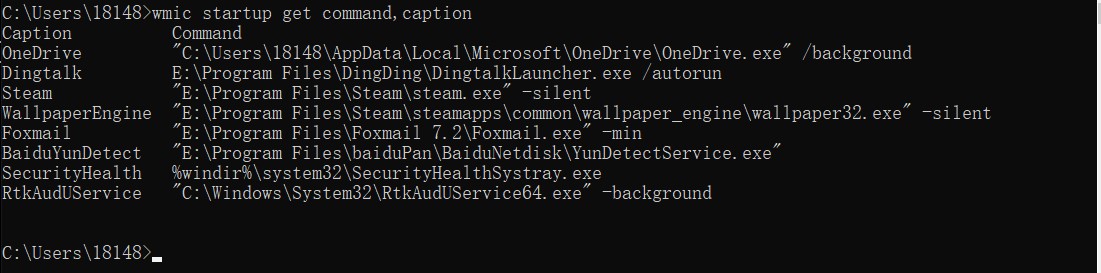 C:\Users\18148>wmic startup get command,caption
Caption Command
OneDrive "C:\Users\18148\AppData\Local\Microsoft\OneDrive\OneDrive.exe" /background
Dingtalk E:\Program Files\DingDing\DingtalkLauncher.exe /autorun
Steam "E:\Program Files\Steam\steam.exe" -silent
WallpaperEngine "E:\Program Files\Steam\steamapps\common\wallpaper_engine\wallpaper32.exe" -silent
Foxmail "E:\Program Files\Foxmail 7.2\Foxmail.exe" -min
BaiduYunDetect "E:\Program Files\baiduPan\BaiduNetdisk\YunDetectService.exe"
SecurityHealth %windir%\system32\SecurityHealthSystray.exe
RtkAudUService "C:\Windows\System32\RtkAudUService64.exe" -background
C:\Users\18148>